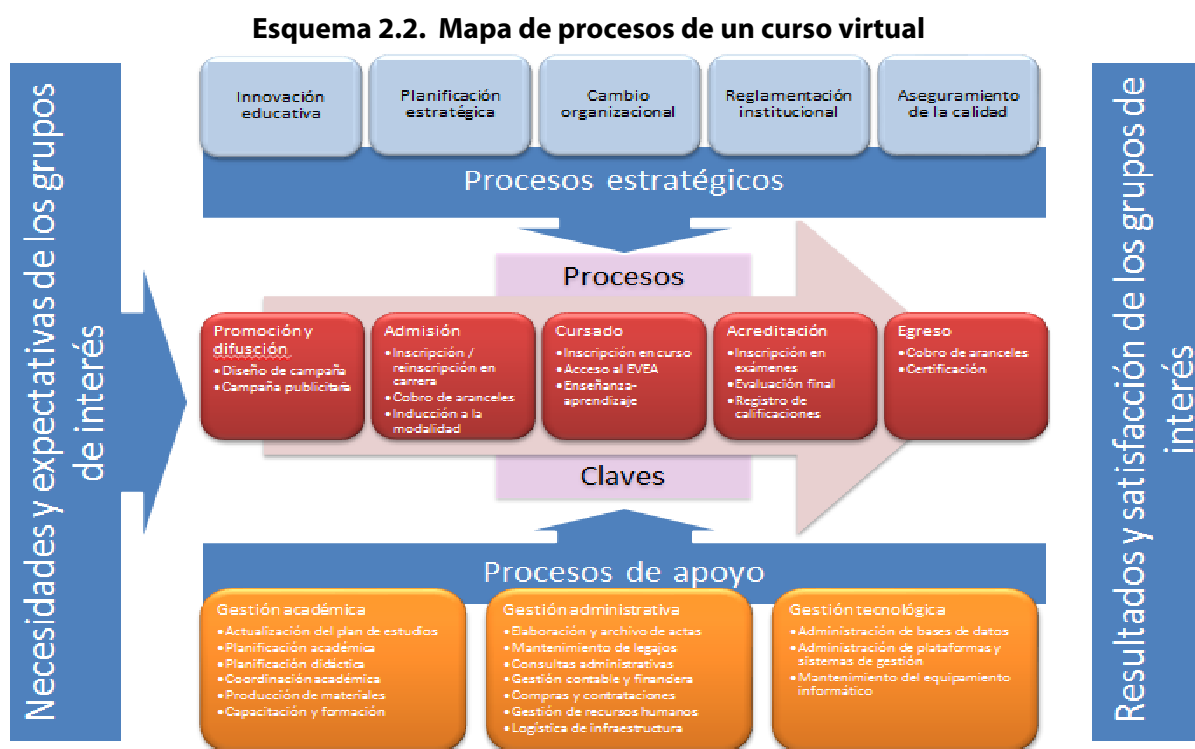 Esquema 2.2. Mapa de procesos de un curso virtual
Necesidades y expectativas de los grupos
de interés
Innovación
educativa
Planificación
estratégica
Cambio
organizacional
Reglamentación
institucional
Aseguramiento
de la calidad
Procesos estratégicos
Procesos
Promoción y
difusción
•Diseño de campaña
•Campaña publicitaria
Admisión
•Inscripción /
reinscripción en
carrera
•Cobro de aranceles
•Inducción a la
modalidad
Cursado
•Inscripción en curso
•Acceso al EVEA
•Enseñanza-
aprendizaje
Acreditación
•Inscripción en
exámenes
•Evaluación final
•Registro de
calificaciones
Egreso
•Cobro de aranceles
•Certificación
Claves
Procesos de apoyo
Gestión académica
•Actualización del plan de estudios
•Planificación académica
•Planificación didáctica
•Coordinación académica
•Producción de materiales
•Capacitación y formación
Gestión administrativa
•Elaboración y archivo de actas
•Mantenimiento de legajos
•Consultas administrativas
•Gestión contable y financiera
•Compras y contrataciones
•Gestión de recursos humanos
•Logística de infraestructura
Gestión tecnológica
•Administración de bases de datos
•Administración de plataformas y
sistemas de gestión
•Mantenimiento del equipamiento
informático
Resultados y satisfacción de los grupos de
interés